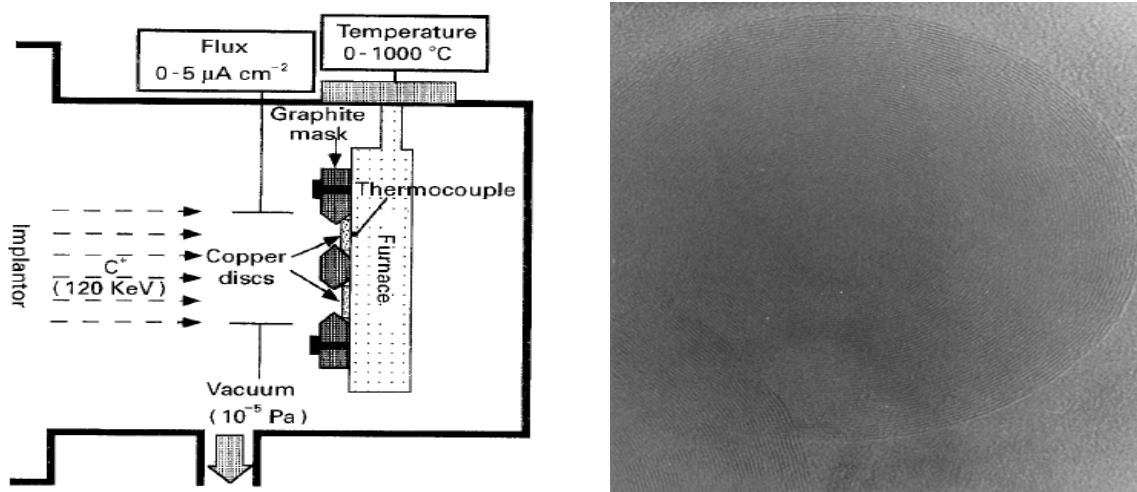 Flux
0-5 μA cm⁻²
Temperature
0-1000 °C
Graphite
mask
Thermocouple
Implantor
C⁺
(120 KeV)
Copper
discs
Furnace
Vacuum
(10⁻⁵ Pa)